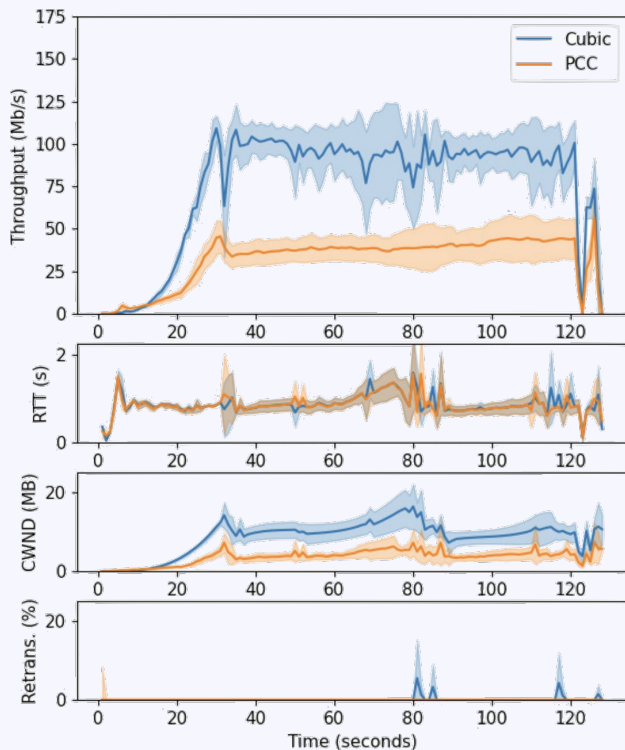 175
150
125
100
75
50
25
0
Throughput (Mb/s)
Cubic
PCC
0 20 40 60 80 100 120
2
0
RTT (s)
0 20 40 60 80 100 120
20
0
CWND (MB)
0 20 40 60 80 100 120
20
0
Retrans. (%)
0 20 40 60 80 100 120
Time (seconds)